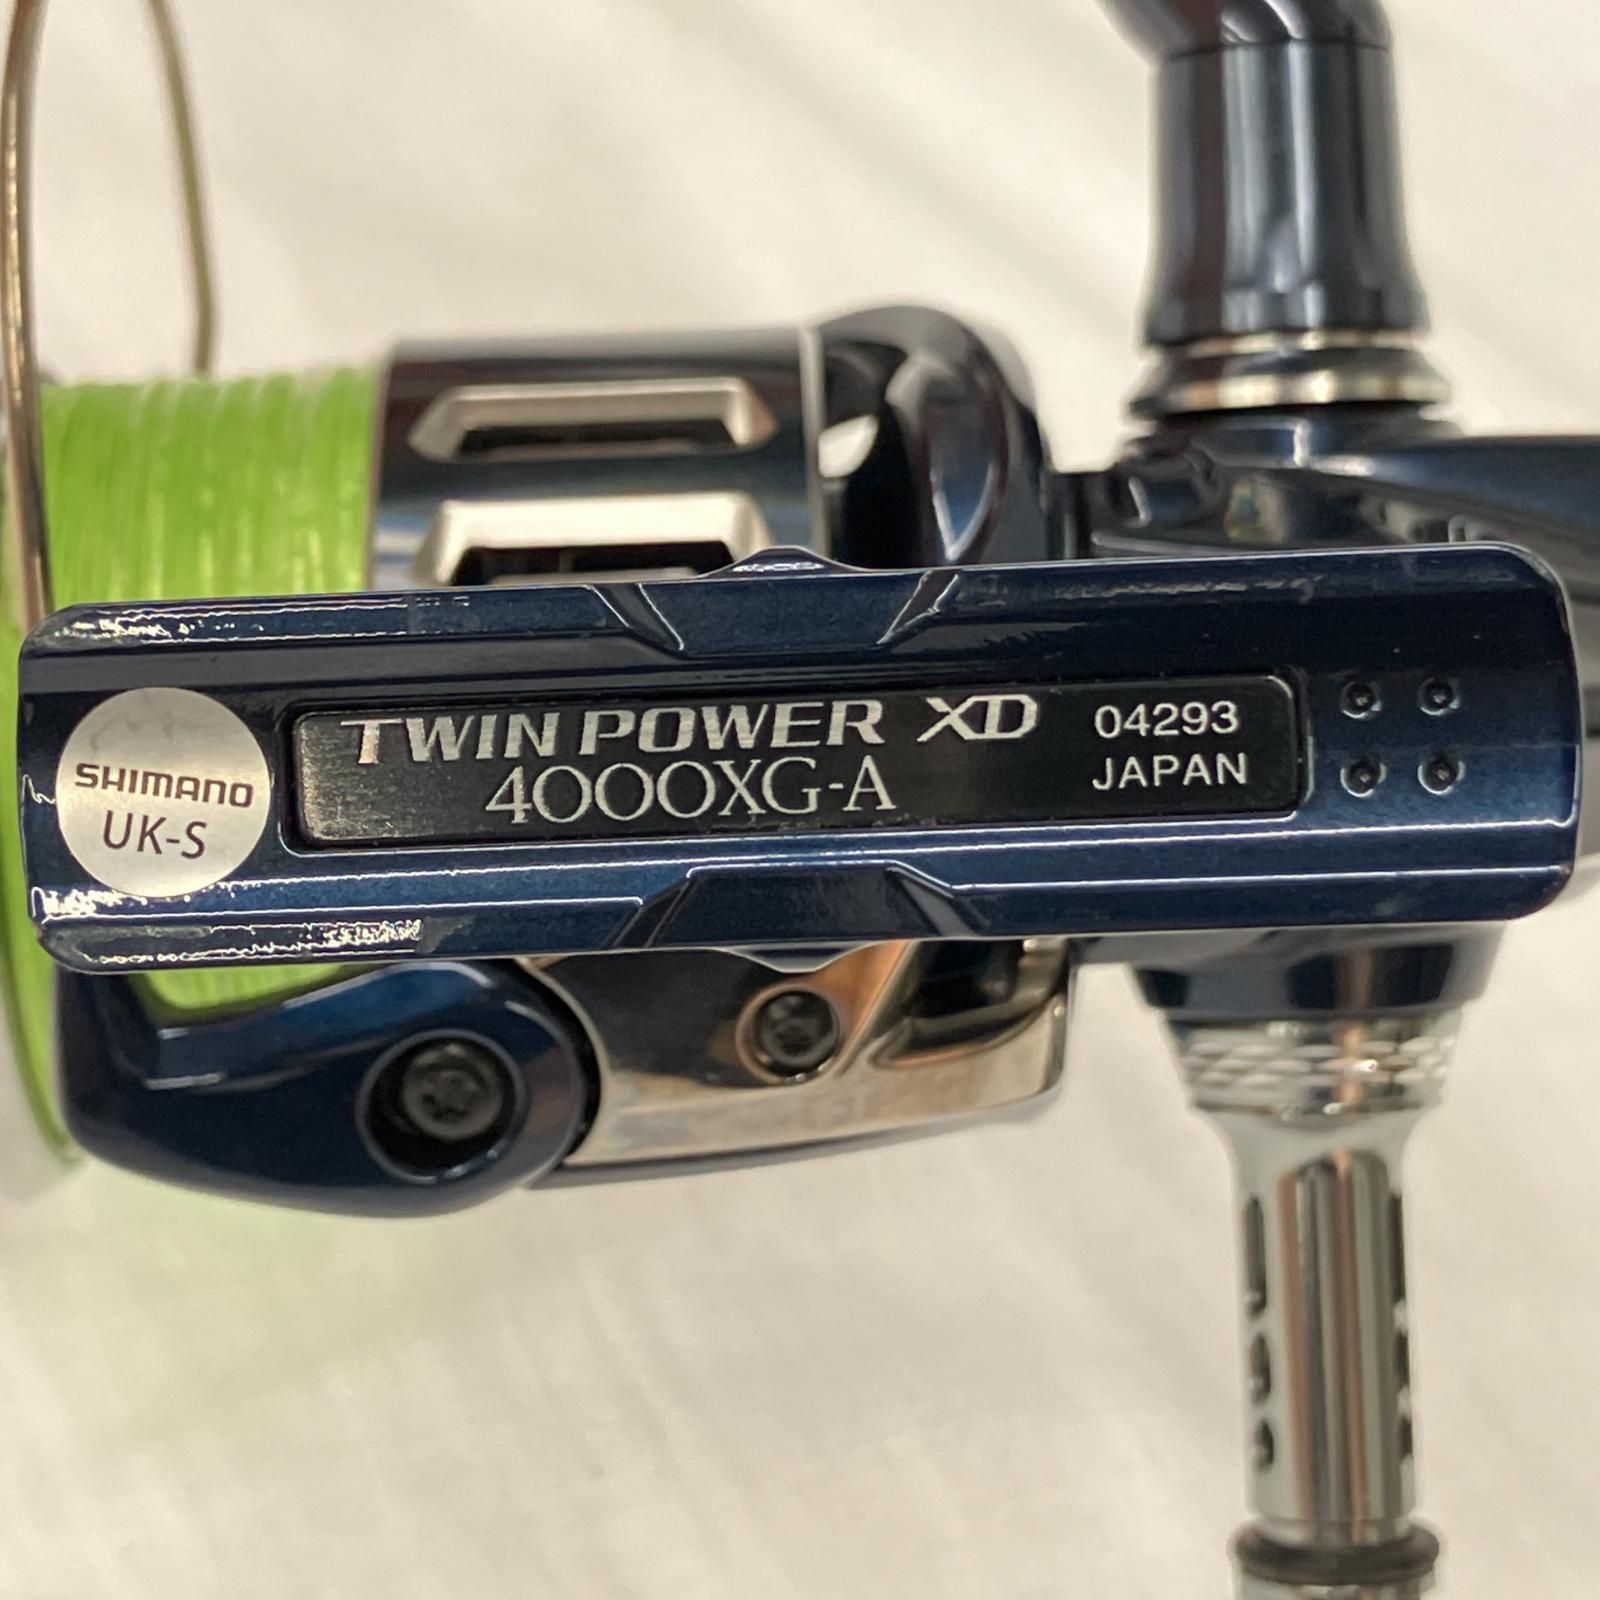 SHIMANO
UK-S
TWIN POWER XD
4000XG-A
04293
JAPAN